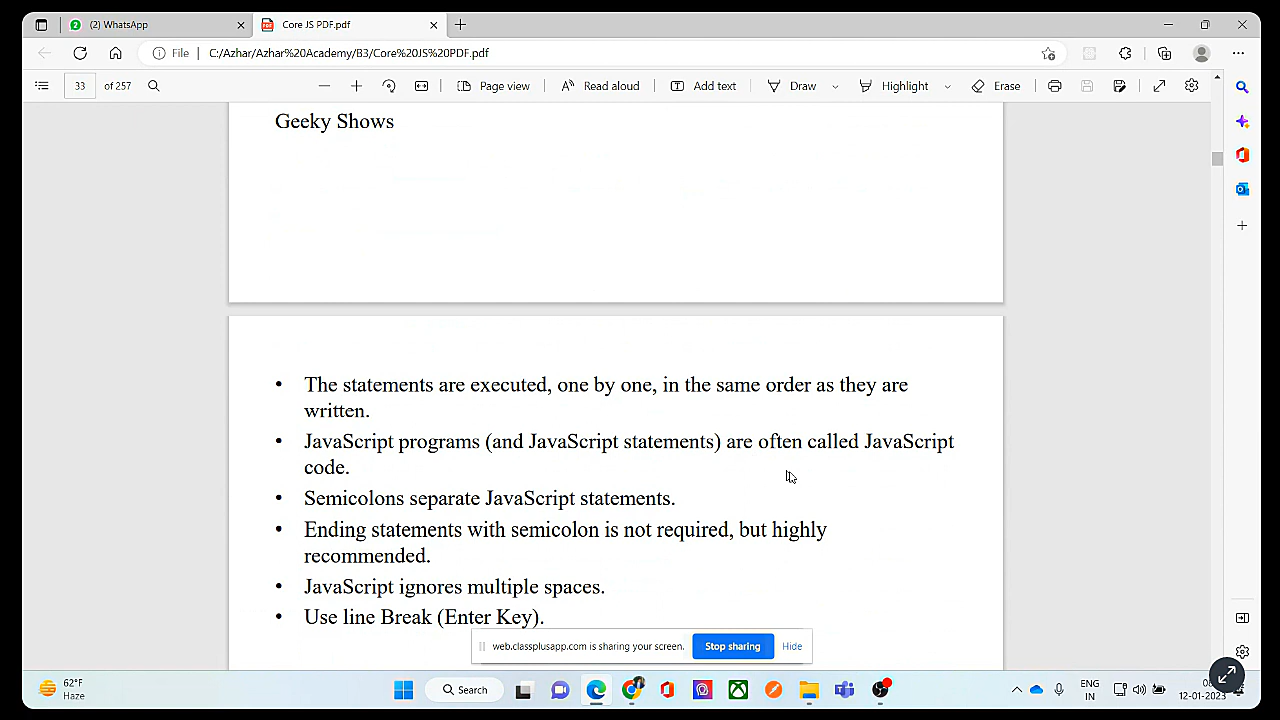 (2) WhatsApp
Core JS PDF.pdf
File
C:/Azhar/Azhar%20Academy/B3/Core%20JS%20PDF.pdf
33 of 257
Page view
Read aloud
Add text
Draw
Highlight
Erase
Geeky Shows
• The statements are executed, one by one, in the same order as they are
written.
• JavaScript programs (and JavaScript statements) are often called JavaScript
code.
• Semicolons separate JavaScript statements.
• Ending statements with semicolon is not required, but highly
recommended.
• JavaScript ignores multiple spaces.
• Use line Break (Enter Key).
web.classplusapp.com is sharing your screen.
Stop sharing
Hide
62°F
Haze
Search
ENG
IN
12-01-2023